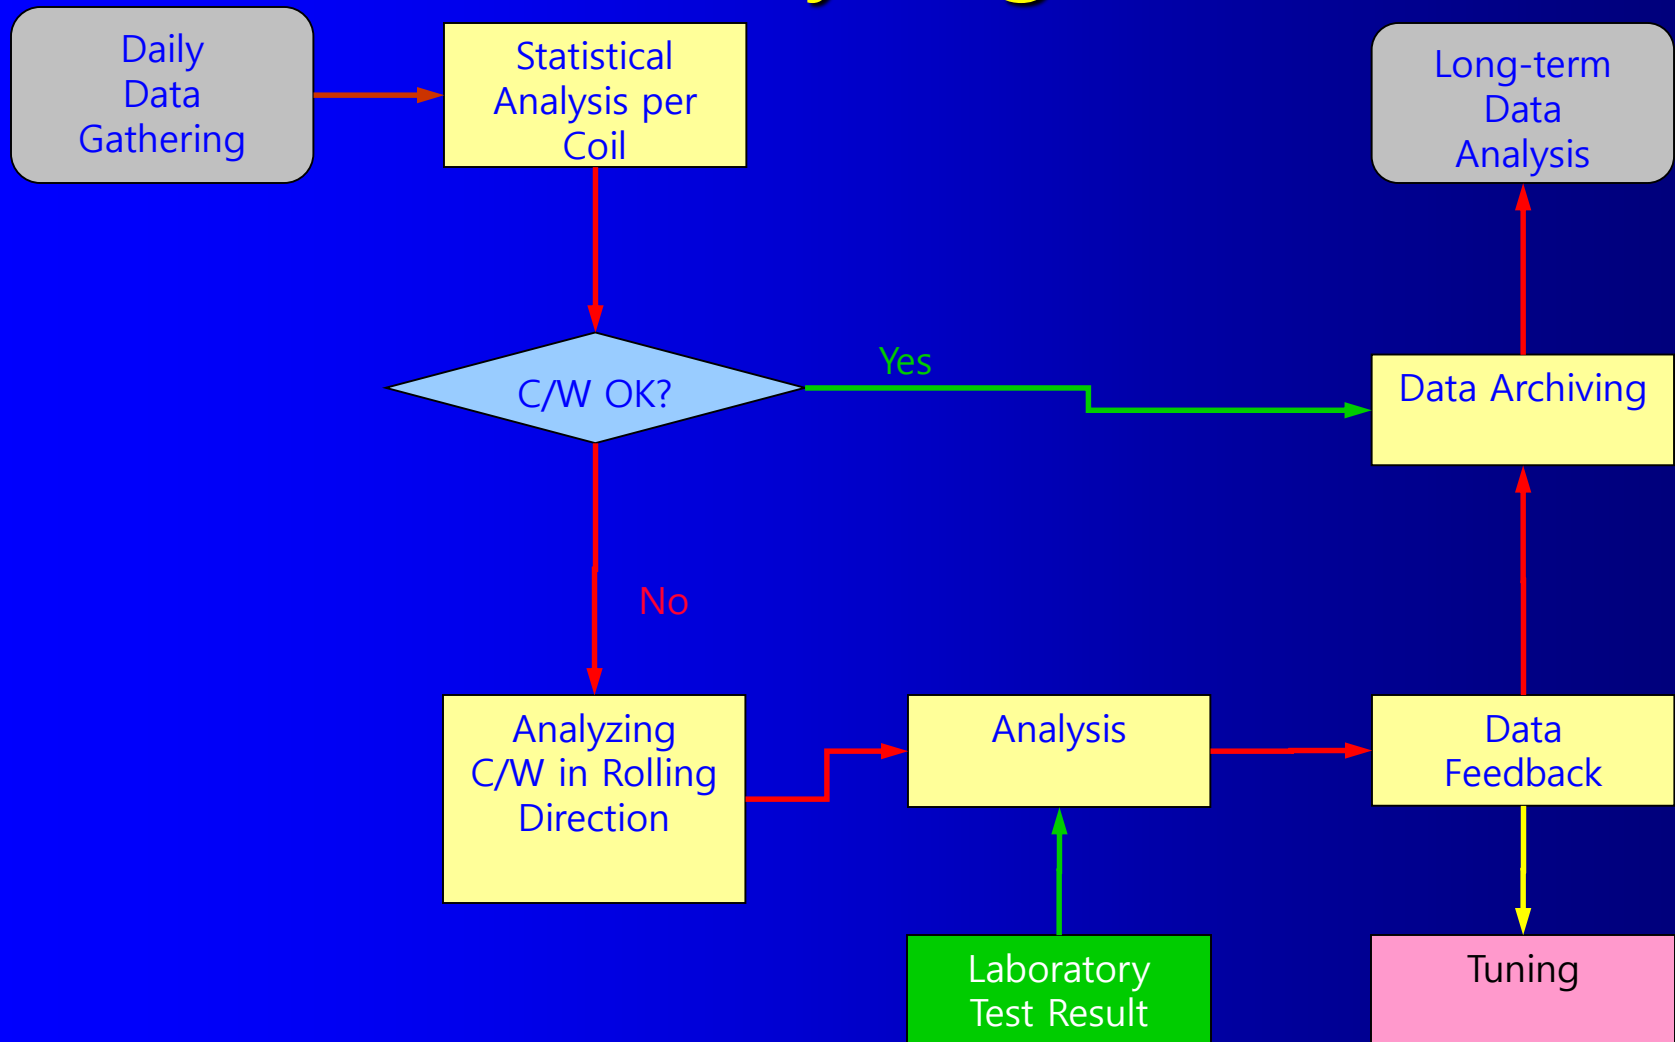 Daily
Data
Gathering
Statistical
Analysis per
Coil
Long-term
Data
Analysis
C/W OK?
Yes
Data Archiving
No
Analyzing
C/W in Rolling
Direction
Analysis
Data
Feedback
Laboratory
Test Result
Tuning